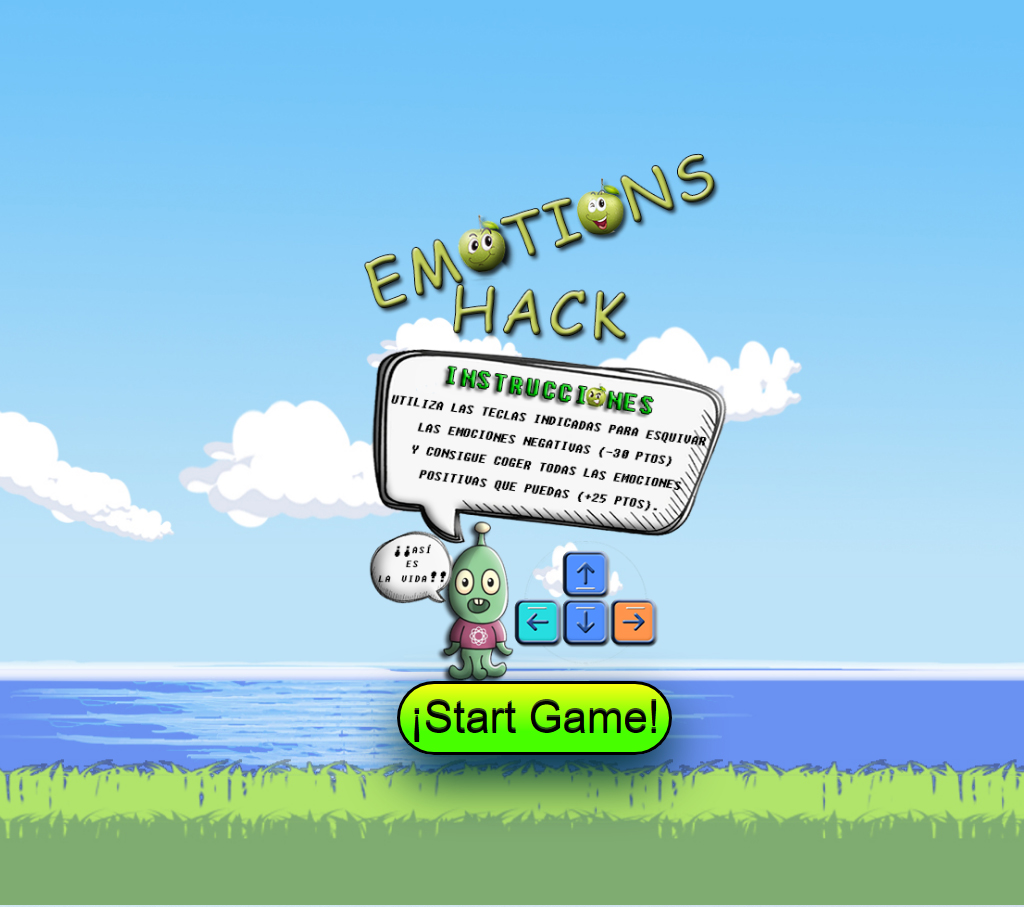 EMOTIONS
HACK
INSTRUCCIONES
UTILIZA LAS TECLAS INDICADAS PARA ESQUIVAR
LAS EMOCIONES NEGATIVAS (-30 PTOS)
Y CONSIGUE COGER TODAS LAS EMOCIONES
POSITIVAS QUE PUEDAS (+25 PTOS).
¡¡ASÍ
ES
LA VIDA!!
¡Start Game!